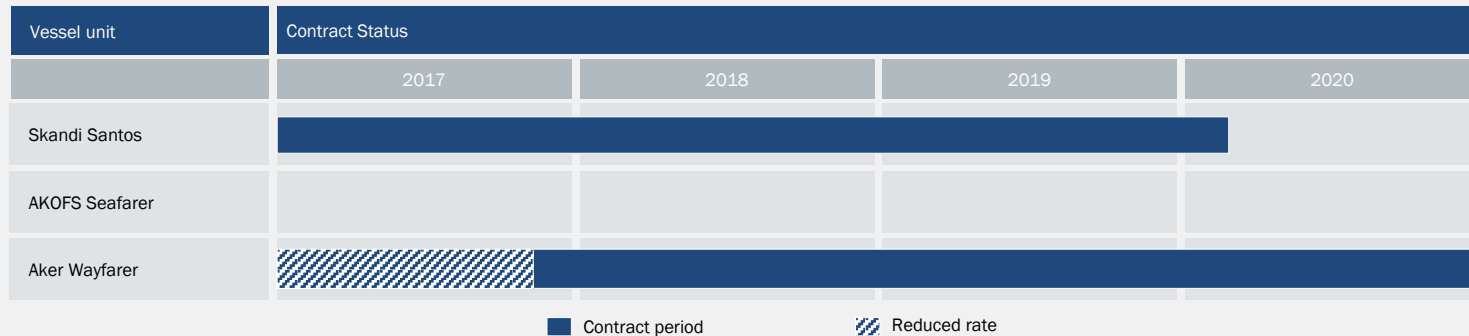 Vessel unit Contract Status
2017 2018 2019 2020
Skandi Santos
AKOFS Seafarer
Aker Wayfarer
Contract period Reduced rate